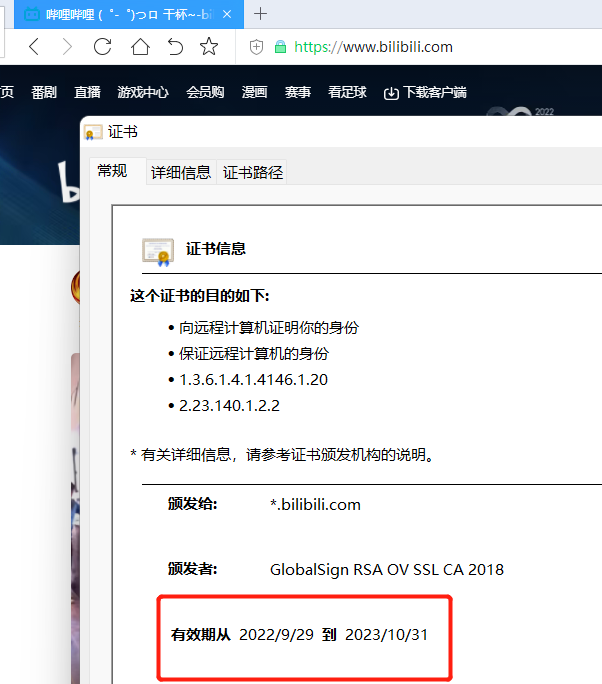 哔哩哔哩 (゜-゜)つロ 干杯~-bili
https://www.bilibili.com
页 番剧 直播 游戏中心 会员购 漫画 赛事 看足球 下载客户端
2022
b
证书
常规 详细信息 证书路径
证书信息
这个证书的目的如下:
• 向远程计算机证明你的身份
• 保证远程计算机的身份
• 1.3.6.1.4.1.4146.1.20
• 2.23.140.1.2.2
* 有关详细信息，请参考证书颁发机构的说明。
颁发给: *.bilibili.com
颁发者: GlobalSign RSA OV SSL CA 2018
有效期从 2022/9/29 到 2023/10/31